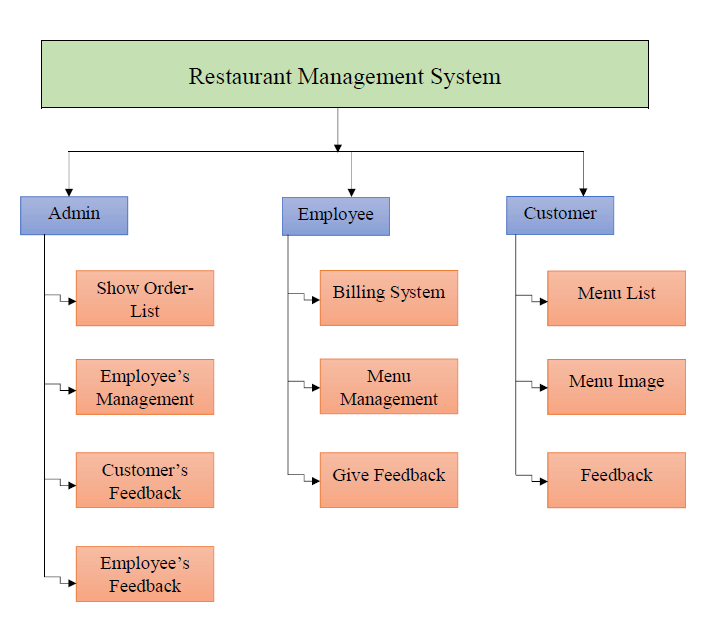 Restaurant Management System
Admin
Employee
Customer
Show Order-
List
Employee's
Management
Customer's
Feedback
Employee's
Feedback
Billing System
Menu
Management
Give Feedback
Menu List
Menu Image
Feedback